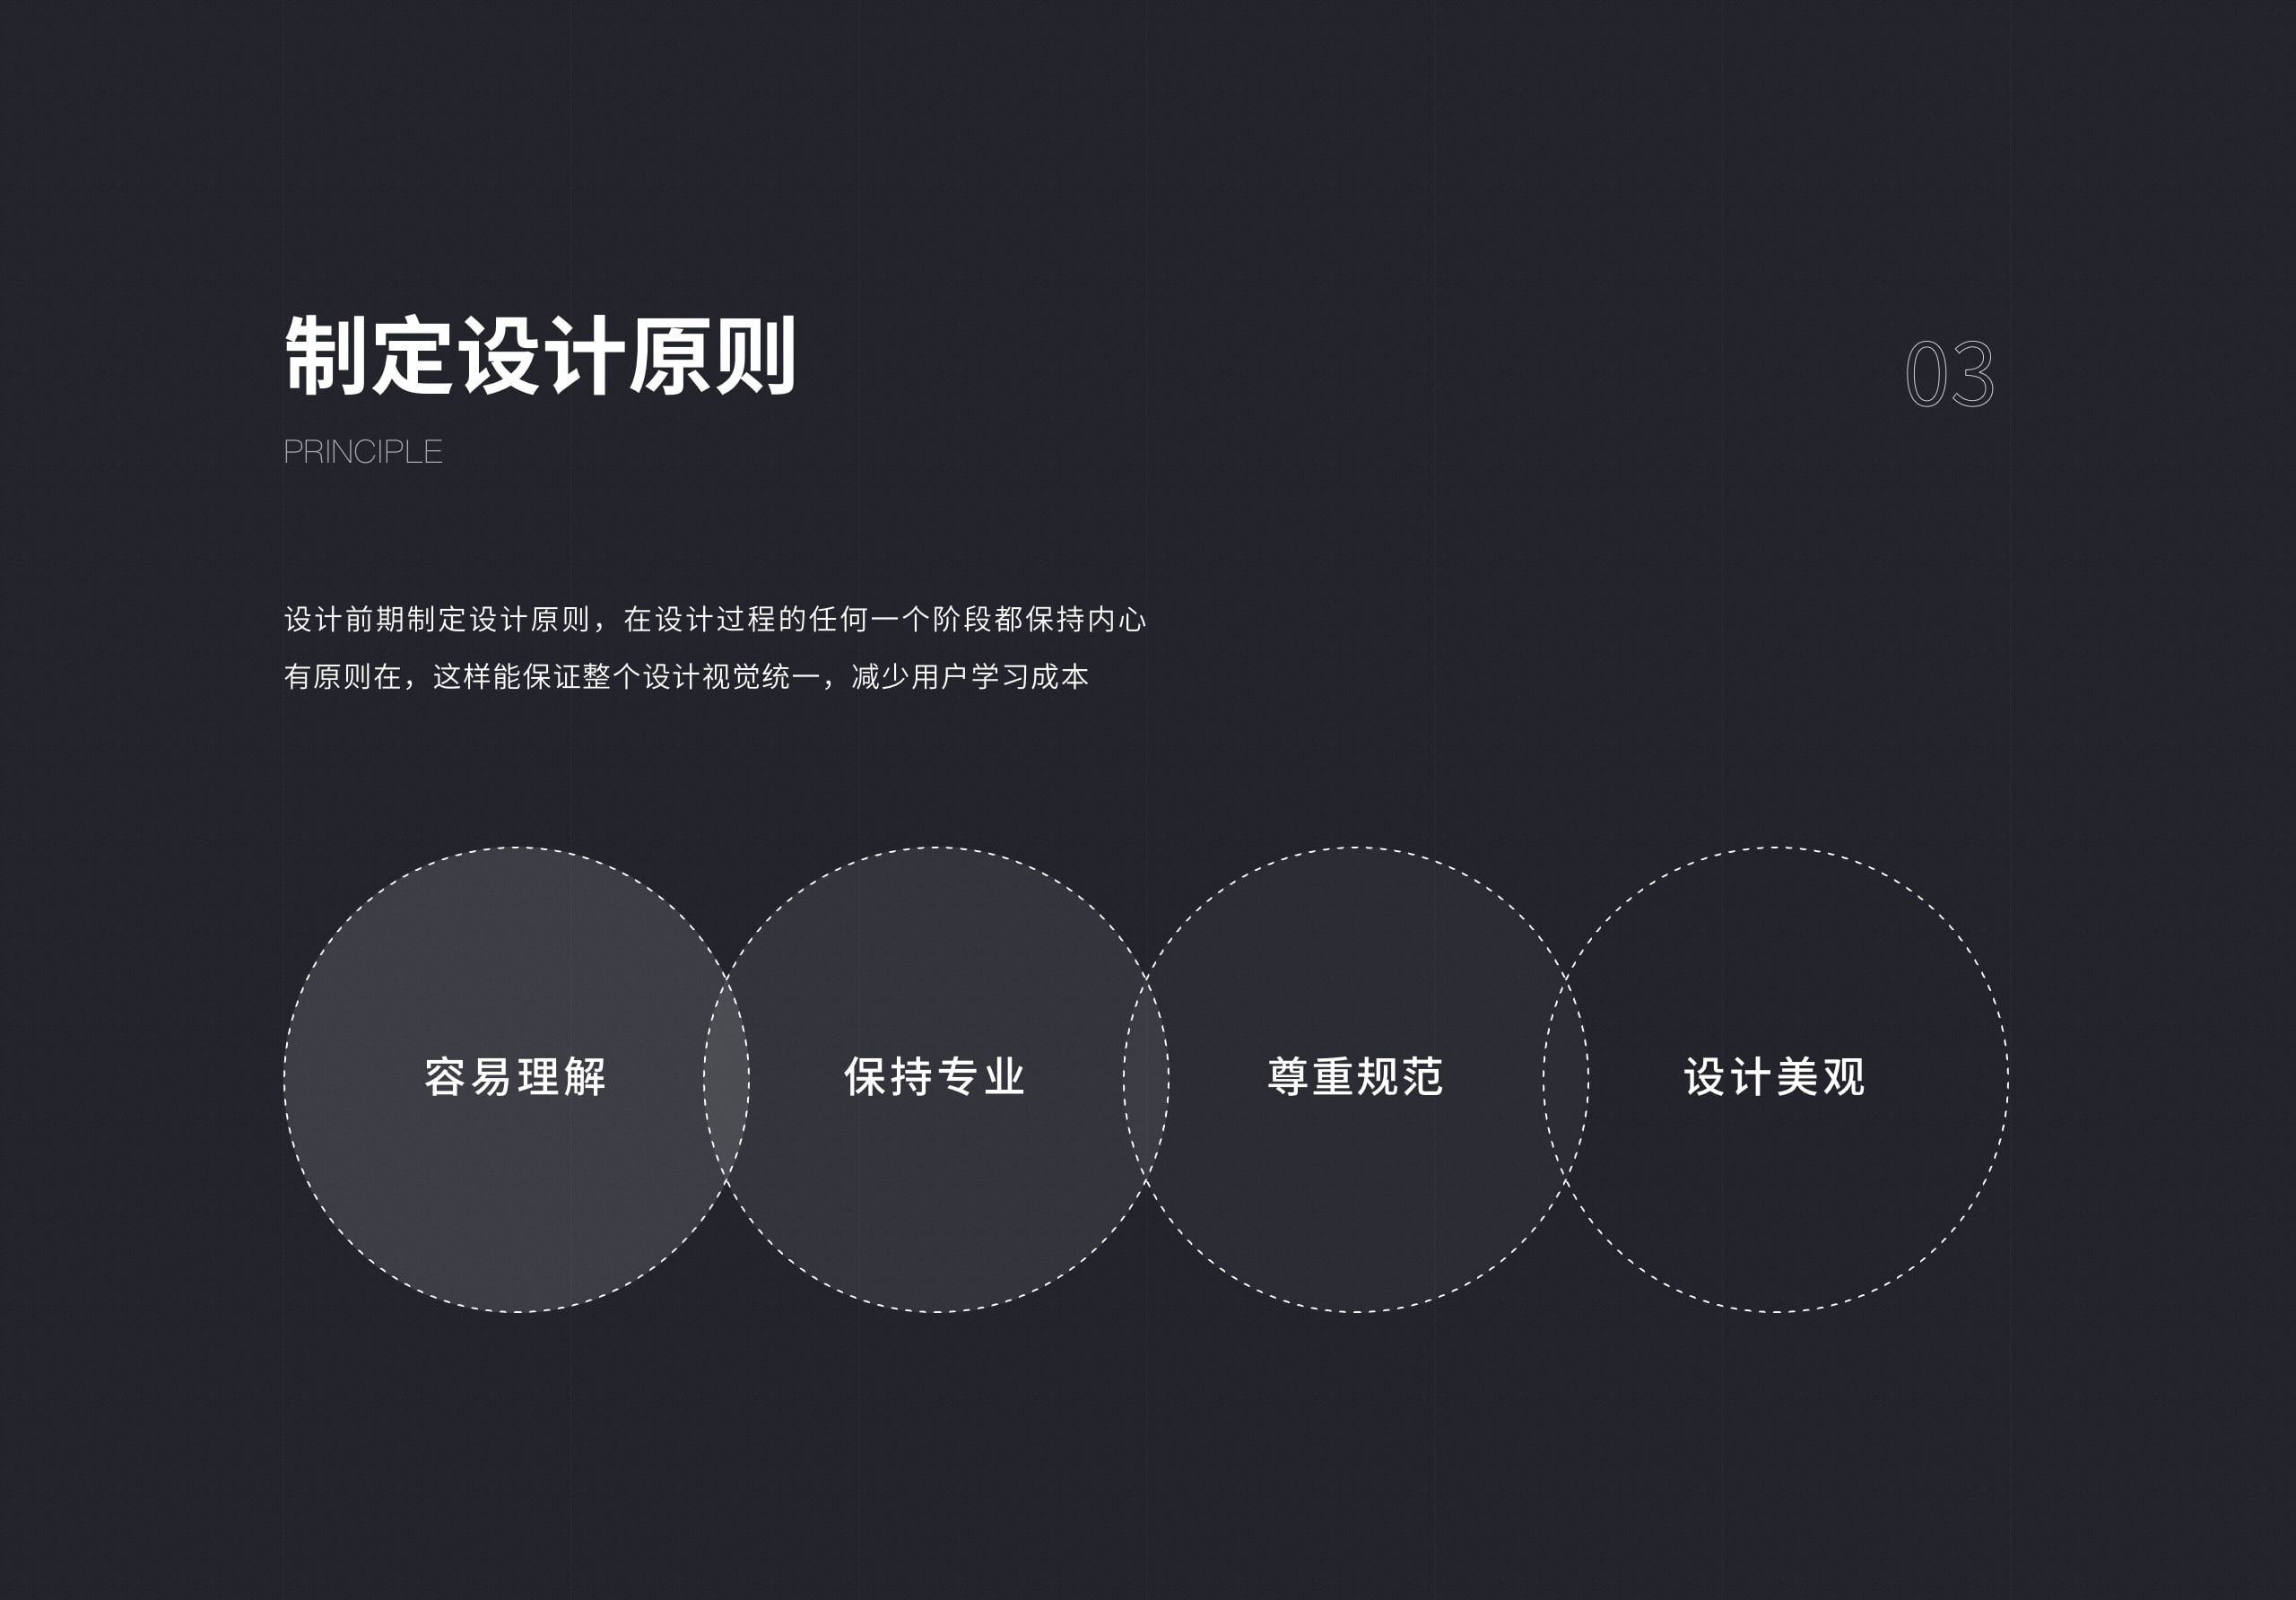 制定设计原则
03
PRINCIPLE
设计前期制定设计原则，在设计过程的任何一个阶段都保持内心
有原则在，这样能保证整个设计视觉统一，减少用户学习成本
容易理解
保持专业
尊重规范
设计美观